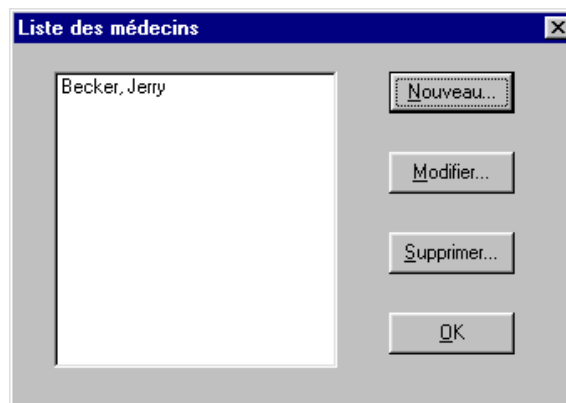 Liste des médecins
Becker, Jerry
Nouveau...
Modifier...
Supprimer...
OK